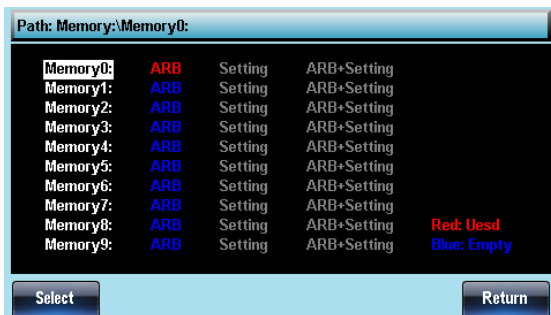 Path: Memory:\Memory0:
Memory0: ARB Setting ARB+Setting
Memory1: ARB Setting ARB+Setting
Memory2: ARB Setting ARB+Setting
Memory3: ARB Setting ARB+Setting
Memory4: ARB Setting ARB+Setting
Memory5: ARB Setting ARB+Setting
Memory6: ARB Setting ARB+Setting
Memory7: ARB Setting ARB+Setting
Memory8: ARB Setting ARB+Setting Red: Uesd
Memory9: ARB Setting ARB+Setting Blue: Empty
Select Return